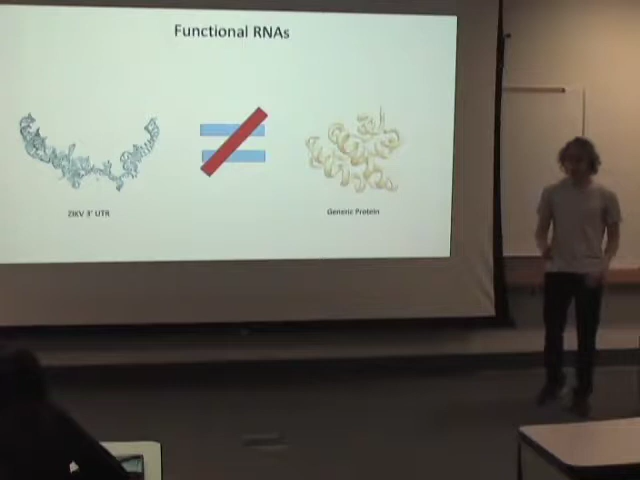 Functional RNAs
ZIKV 3' UTR
Generic Protein